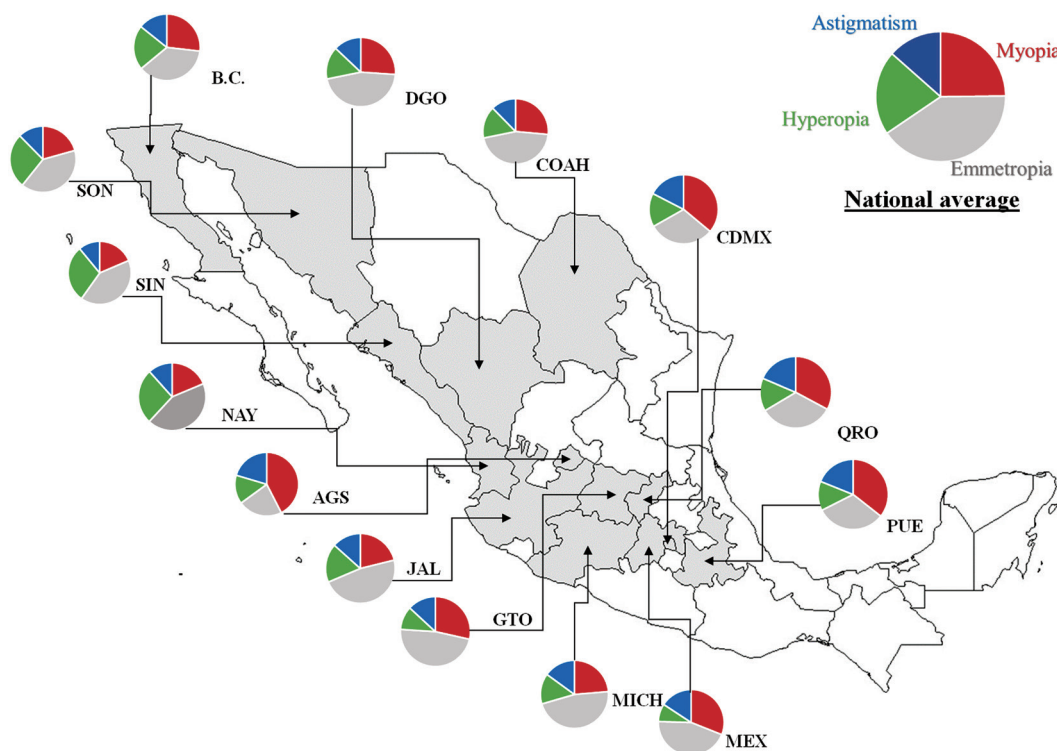 Astigmatism
Myopia
B.C.
DGO
Hyperopia
COAH
Emmetropia
SON
National average
CDMX
SIN
NAY
QRO
AGS
PUE
JAL
GTO
MICH
MEX